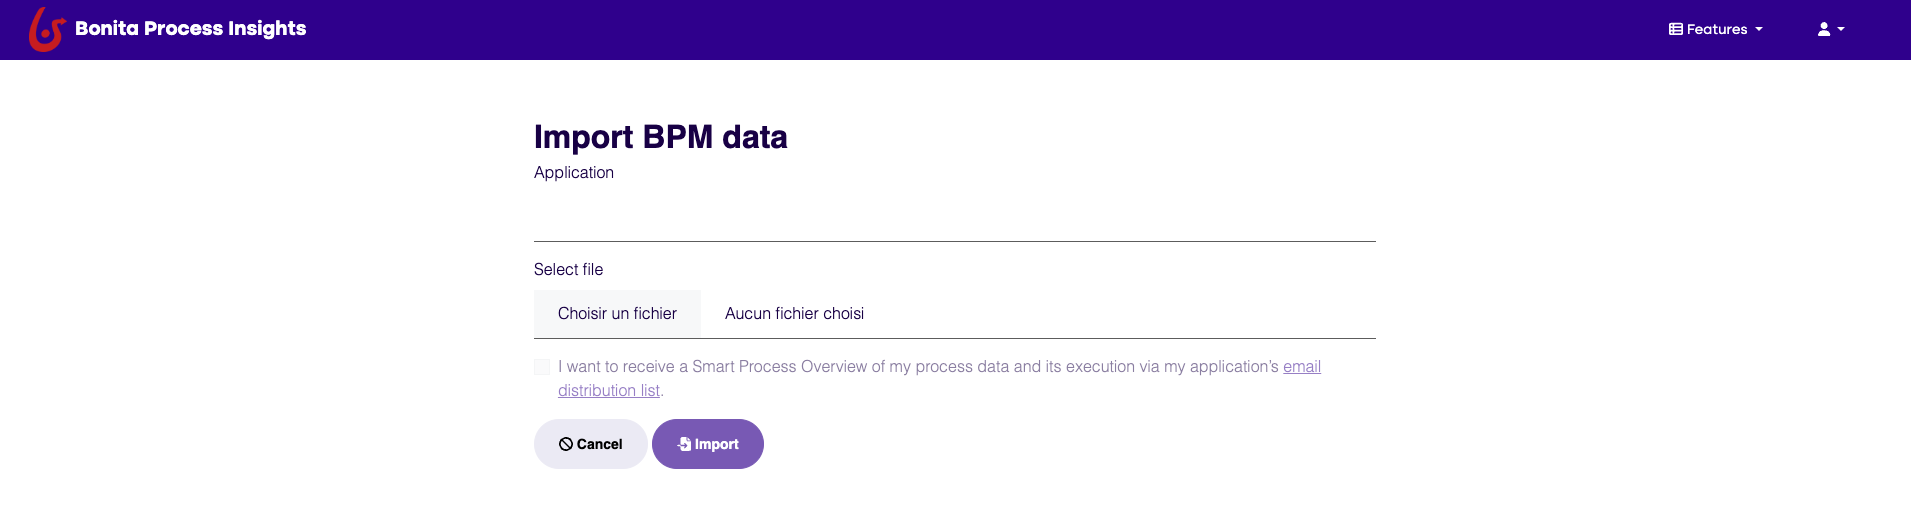 Bonita Process Insights
Features
Import BPM data
Application
Select file
Choisir un fichier Aucun fichier choisi
I want to receive a Smart Process Overview of my process data and its execution via my application’s email
distribution list.
Cancel Import